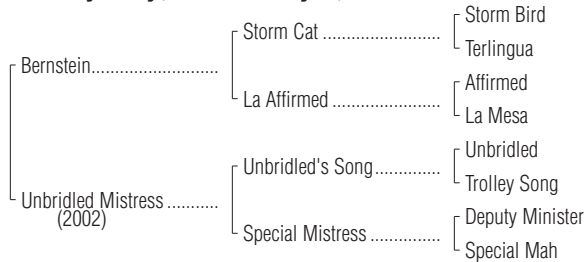 Storm Bird
Storm Cat ........................
Terlingua
Bernstein..........................
Affirmed
La Affirmed ......................
La Mesa
Unbridled
Unbridled's Song................
Trolley Song
Unbridled Mistress ...........
(2002)
Deputy Minister
Special Mistress ...............
Special Mah